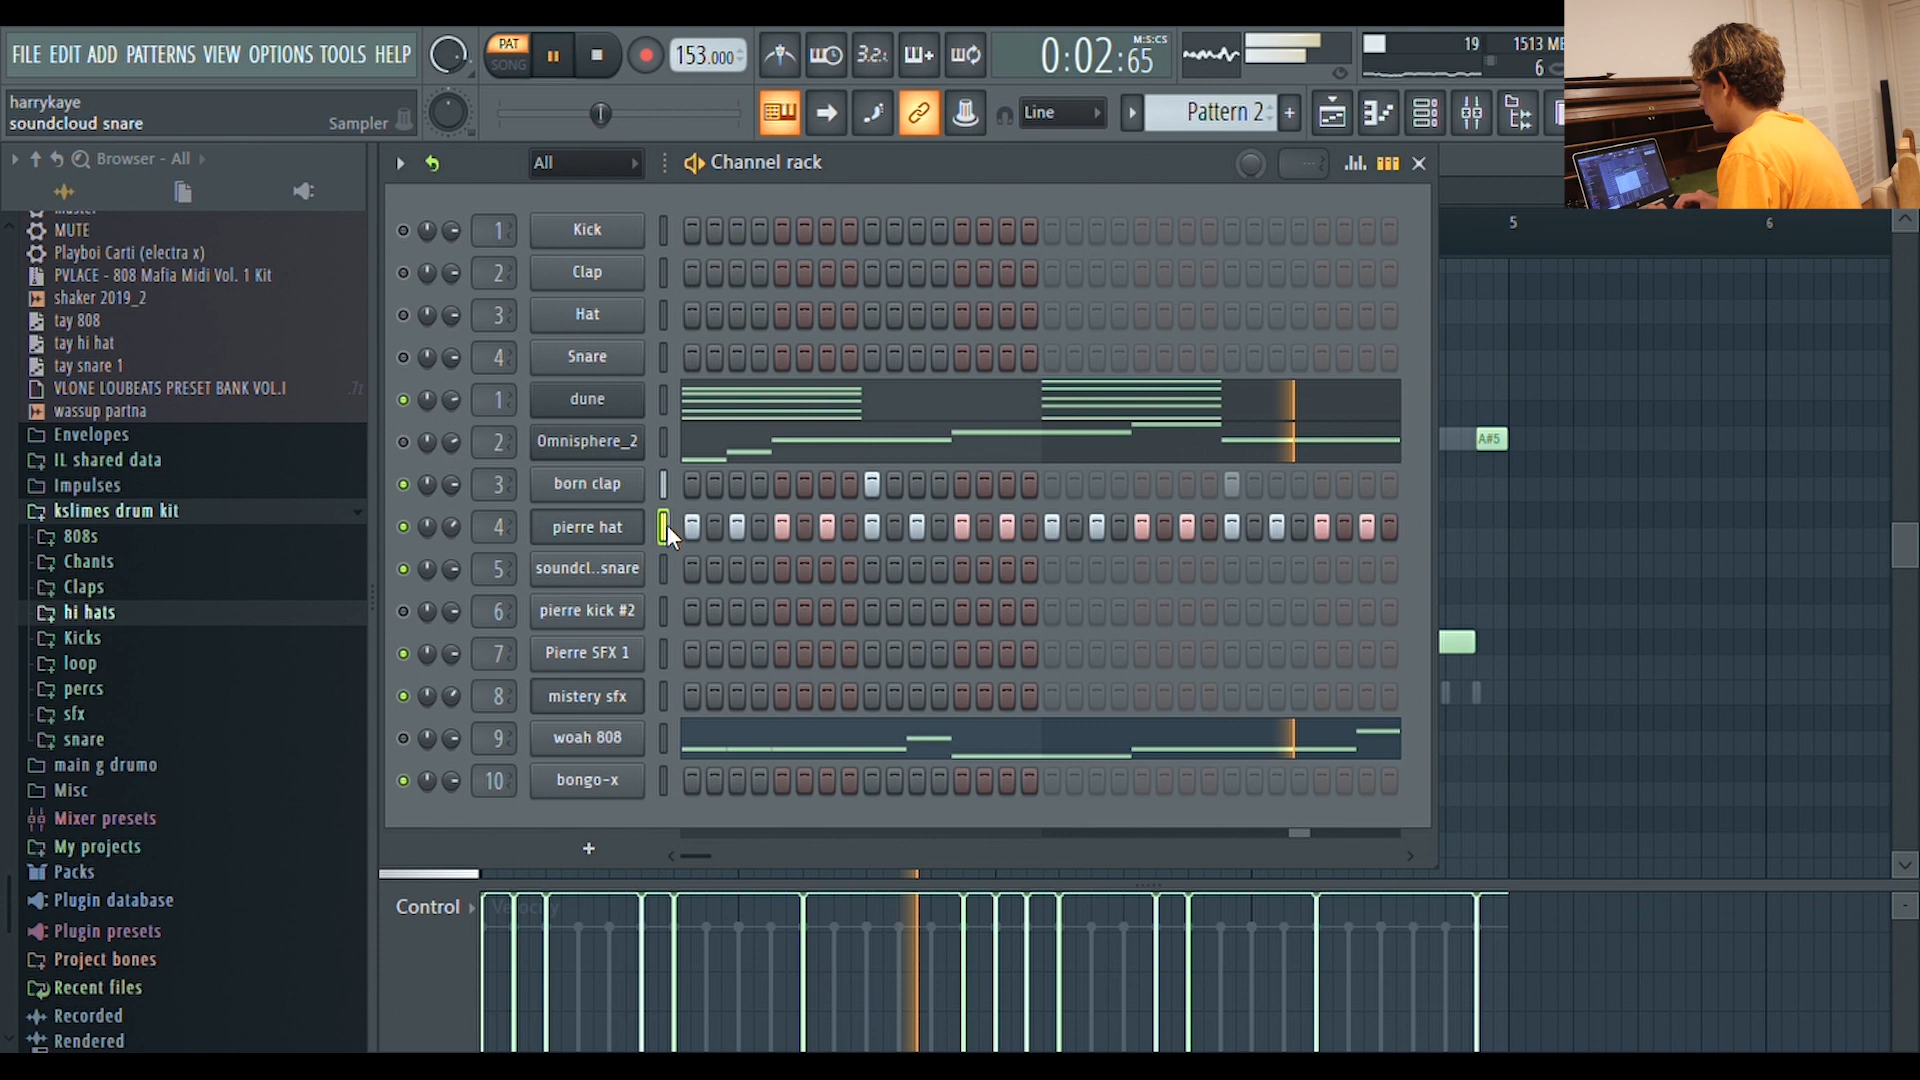 FILE EDIT ADD PATTERNS VIEW OPTIONS TOOLS HELP
PAT
SONG
153.000
3.2:
0:02:65
M:S:CS
19
1513 MB
6
harrykaye
soundcloud snare
Sampler
Line
Pattern 2
+
Browser - All
All
Channel rack
MUTE
Playboi Carti (electra x)
PVLACE - 808 Mafia Midi Vol. 1 Kit
shaker 2019_2
tay 808
tay hi hat
tay snare 1
VLONE LOUBEATS PRESET BANK VOL.I
wassup partna
Envelopes
IL shared data
Impulses
kslimes drum kit
808s
Chants
Claps
hi hats
Kicks
loop
percs
sfx
snare
main g drumo
Misc
Mixer presets
My projects
Packs
Plugin database
Plugin presets
Project bones
Recent files
Recorded
Rendered
1 Kick
2 Clap
3 Hat
4 Snare
1 dune
2 Omnisphere_2
3 born clap
4 pierre hat
5 soundcl..snare
6 pierre kick #2
7 Pierre SFX 1
8 mistery sfx
9 woah 808
10 bongo-x
+
5
6
A#5
Control
Velocity